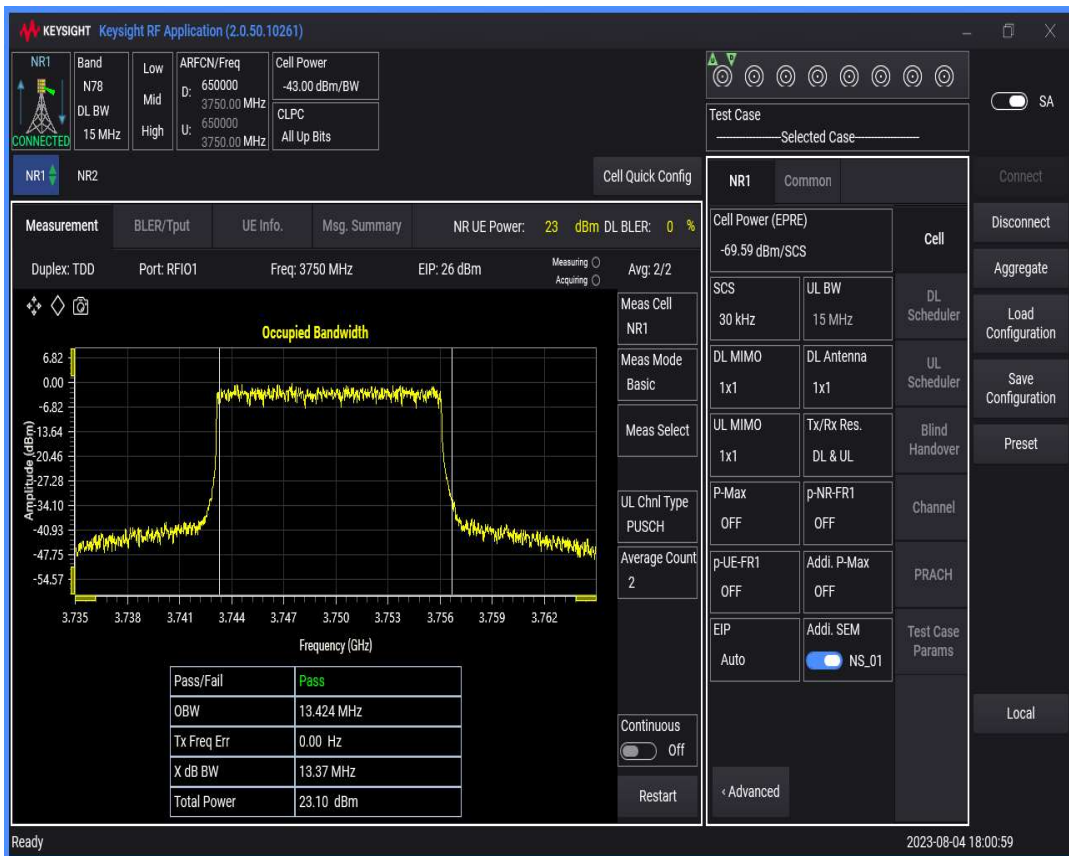 KEYSIGHT Keysight RF Application (2.0.50.10261)
NR1
CONNECTED
Band
N78
DL BW
15 MHz
Low
Mid
High
ARFCN/Freq
D: 650000
3750.00 MHz
U: 650000
3750.00 MHz
Cell Power
-43.00 dBm/BW
CLPC
All Up Bits
Test Case
Selected Case
SA
NR1
NR2
Cell Quick Config
Measurement
BLER/Tput
UE Info.
Msg. Summary
NR UE Power: 23 dBm DL BLER: 0 %
Duplex: TDD
Port: RFIO1
Freq: 3750 MHz
EIP: 26 dBm
Measuring
Acquiring
Avg: 2/2
Occupied Bandwidth
Amplitude (dBm)
6.82
0.00
-6.82
-13.64
-20.46
-27.28
-34.10
-40.93
-47.75
-54.57
3.735 3.738 3.741 3.744 3.747 3.750 3.753 3.756 3.759 3.762
Frequency (GHz)
Pass/Fail Pass
OBW 13.424 MHz
Tx Freq Err 0.00 Hz
X dB BW 13.37 MHz
Total Power 23.10 dBm
Meas Cell
NR1
Meas Mode
Basic
Meas Select
UL Chnl Type
PUSCH
Average Count
2
Continuous
Off
Restart
NR1
Common
Cell Power (EPRE)
-69.59 dBm/SCS
SCS
30 kHz
UL BW
15 MHz
DL MIMO
1x1
DL Antenna
1x1
UL MIMO
1x1
Tx/Rx Res.
DL & UL
P-Max
OFF
p-NR-FR1
OFF
p-UE-FR1
OFF
Addi. P-Max
OFF
EIP
Auto
Addi. SEM
NS_01
‹ Advanced
Cell
DL
Scheduler
UL
Scheduler
Blind
Handover
Channel
PRACH
Test Case
Params
Connect
Disconnect
Aggregate
Load
Configuration
Save
Configuration
Preset
Local
Ready
2023-08-04 18:00:59